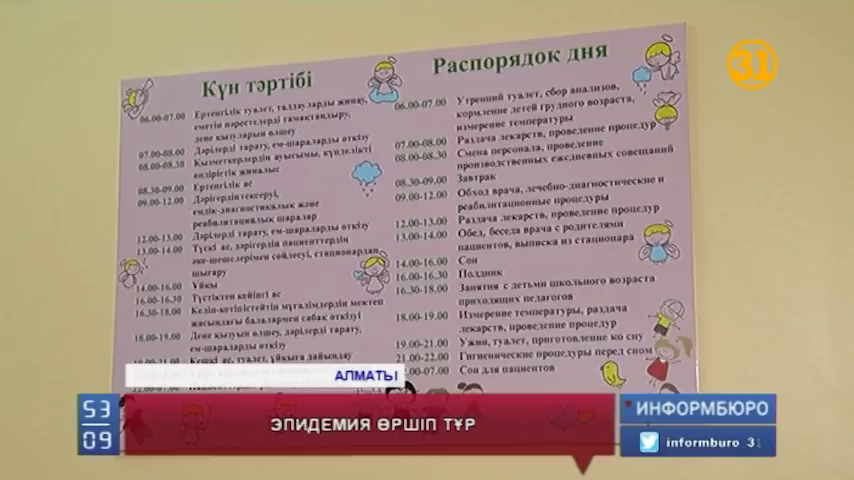 Күн тәртібі
06.00-07.00 Ертеңгілік туалет, талдауларды жинау,
еметін нәрестелерді тамақтандыру,
дене қызуларын өлшеу
07.00-08.00 Дәрілерді тарату, ем-шараларды өткізу
08.00-08.30 Қызметкерлердің ауысымы, күнделікті
өндірістік жиналыс
08.30-09.00 Ертеңгілік ас
09.00-12.00 Дәрігердің тексеруі,
емдік-диагностикалық және
реабилитациялық шаралар
12.00-13.00 Дәрілерді тарату, ем-шараларды өткізу
13.00-14.00 Түскі ас, дәрігердің пациенттердің
әке-шешелерімен сөйлесуі, стационардан
шығару
14.00-16.00 Ұйқы
16.00-16.30 Түстіктен кейінгі ас
16.30-18.00 Келіп-кетіп істейтін мұғалімдердің мектеп
жасындағы балалармен сабақ өткізуі
18.00-19.00 Дене қызуын өлшеу, дәрілерді тарату,
ем-шараларды өткізу
19.00-21.00 Кешкі ас, туалет, ұйқыға дайындау
Распорядок дня
06.00-07.00 Утренний туалет, сбор анализов,
кормление детей грудного возраста,
измерение температуры
07.00-08.00 Раздача лекарств, проведение процедур
08.00-08.30 Смена персонала, проведение
производственных ежедневных совещаний
08.30-09.00 Завтрак
09.00-12.00 Обход врача, лечебно-диагностические и
реабилитационные процедуры
12.00-13.00 Раздача лекарств, проведение процедур
13.00-14.00 Обед, беседа врача с родителями
пациентов, выписка из стационара
14.00-16.00 Сон
16.00-16.30 Полдник
16.30-18.00 Занятия с детьми школьного возраста
приходящих педагогов
18.00-19.00 Измерение температуры, раздача
лекарств, проведение процедур
19.00-21.00 Ужин, туалет, приготовление ко сну
21.00-22.00 Гигиенические процедуры перед сном
00-07.00 Сон для пациентов
31
АЛМАТЫ
53
09
ЭПИДЕМИЯ ӨРШІП ТҰР
ИНФОРМБЮРО
informburo 31